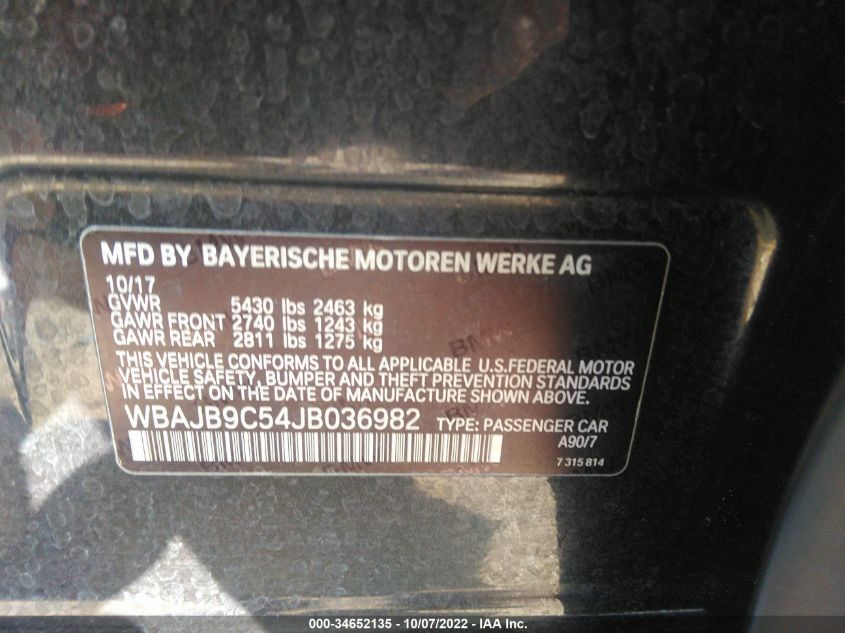 MFD BY BAYERISCHE MOTOREN WERKE AG
10/17
GVWR 5430 lbs 2463 kg
GAWR FRONT 2740 lbs 1243 kg
GAWR REAR 2811 lbs 1275 kg
THIS VEHICLE CONFORMS TO ALL APPLICABLE U.S.FEDERAL MOTOR
VEHICLE SAFETY, BUMPER AND THEFT PREVENTION STANDARDS
IN EFFECT ON THE DATE OF MANUFACTURE SHOWN ABOVE.
WBAJB9C54JB036982 TYPE: PASSENGER CAR
A90/7
7 315 814
000-34652135 - 10/07/2022 - IAA Inc.